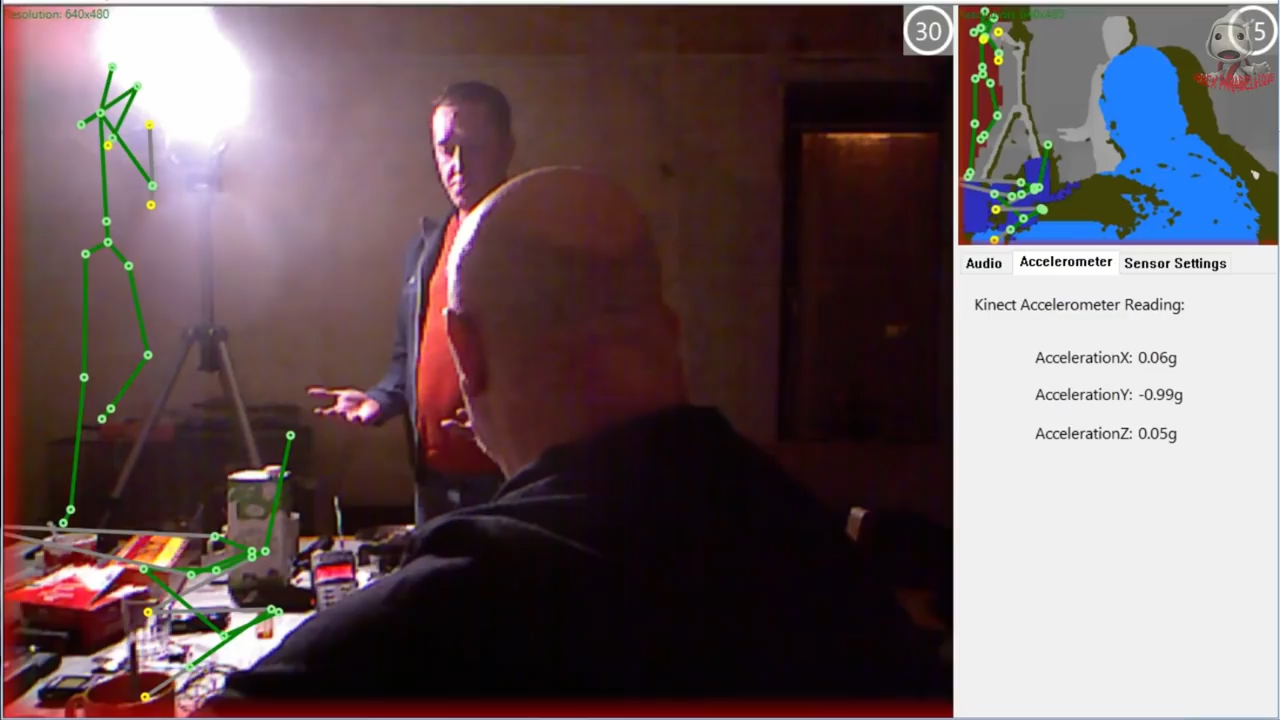 esolution: 640x480
30
5
Audio
Accelerometer
Sensor Settings
Kinect Accelerometer Reading:
AccelerationX: 0.06g
AccelerationY: -0.99g
AccelerationZ: 0.05g